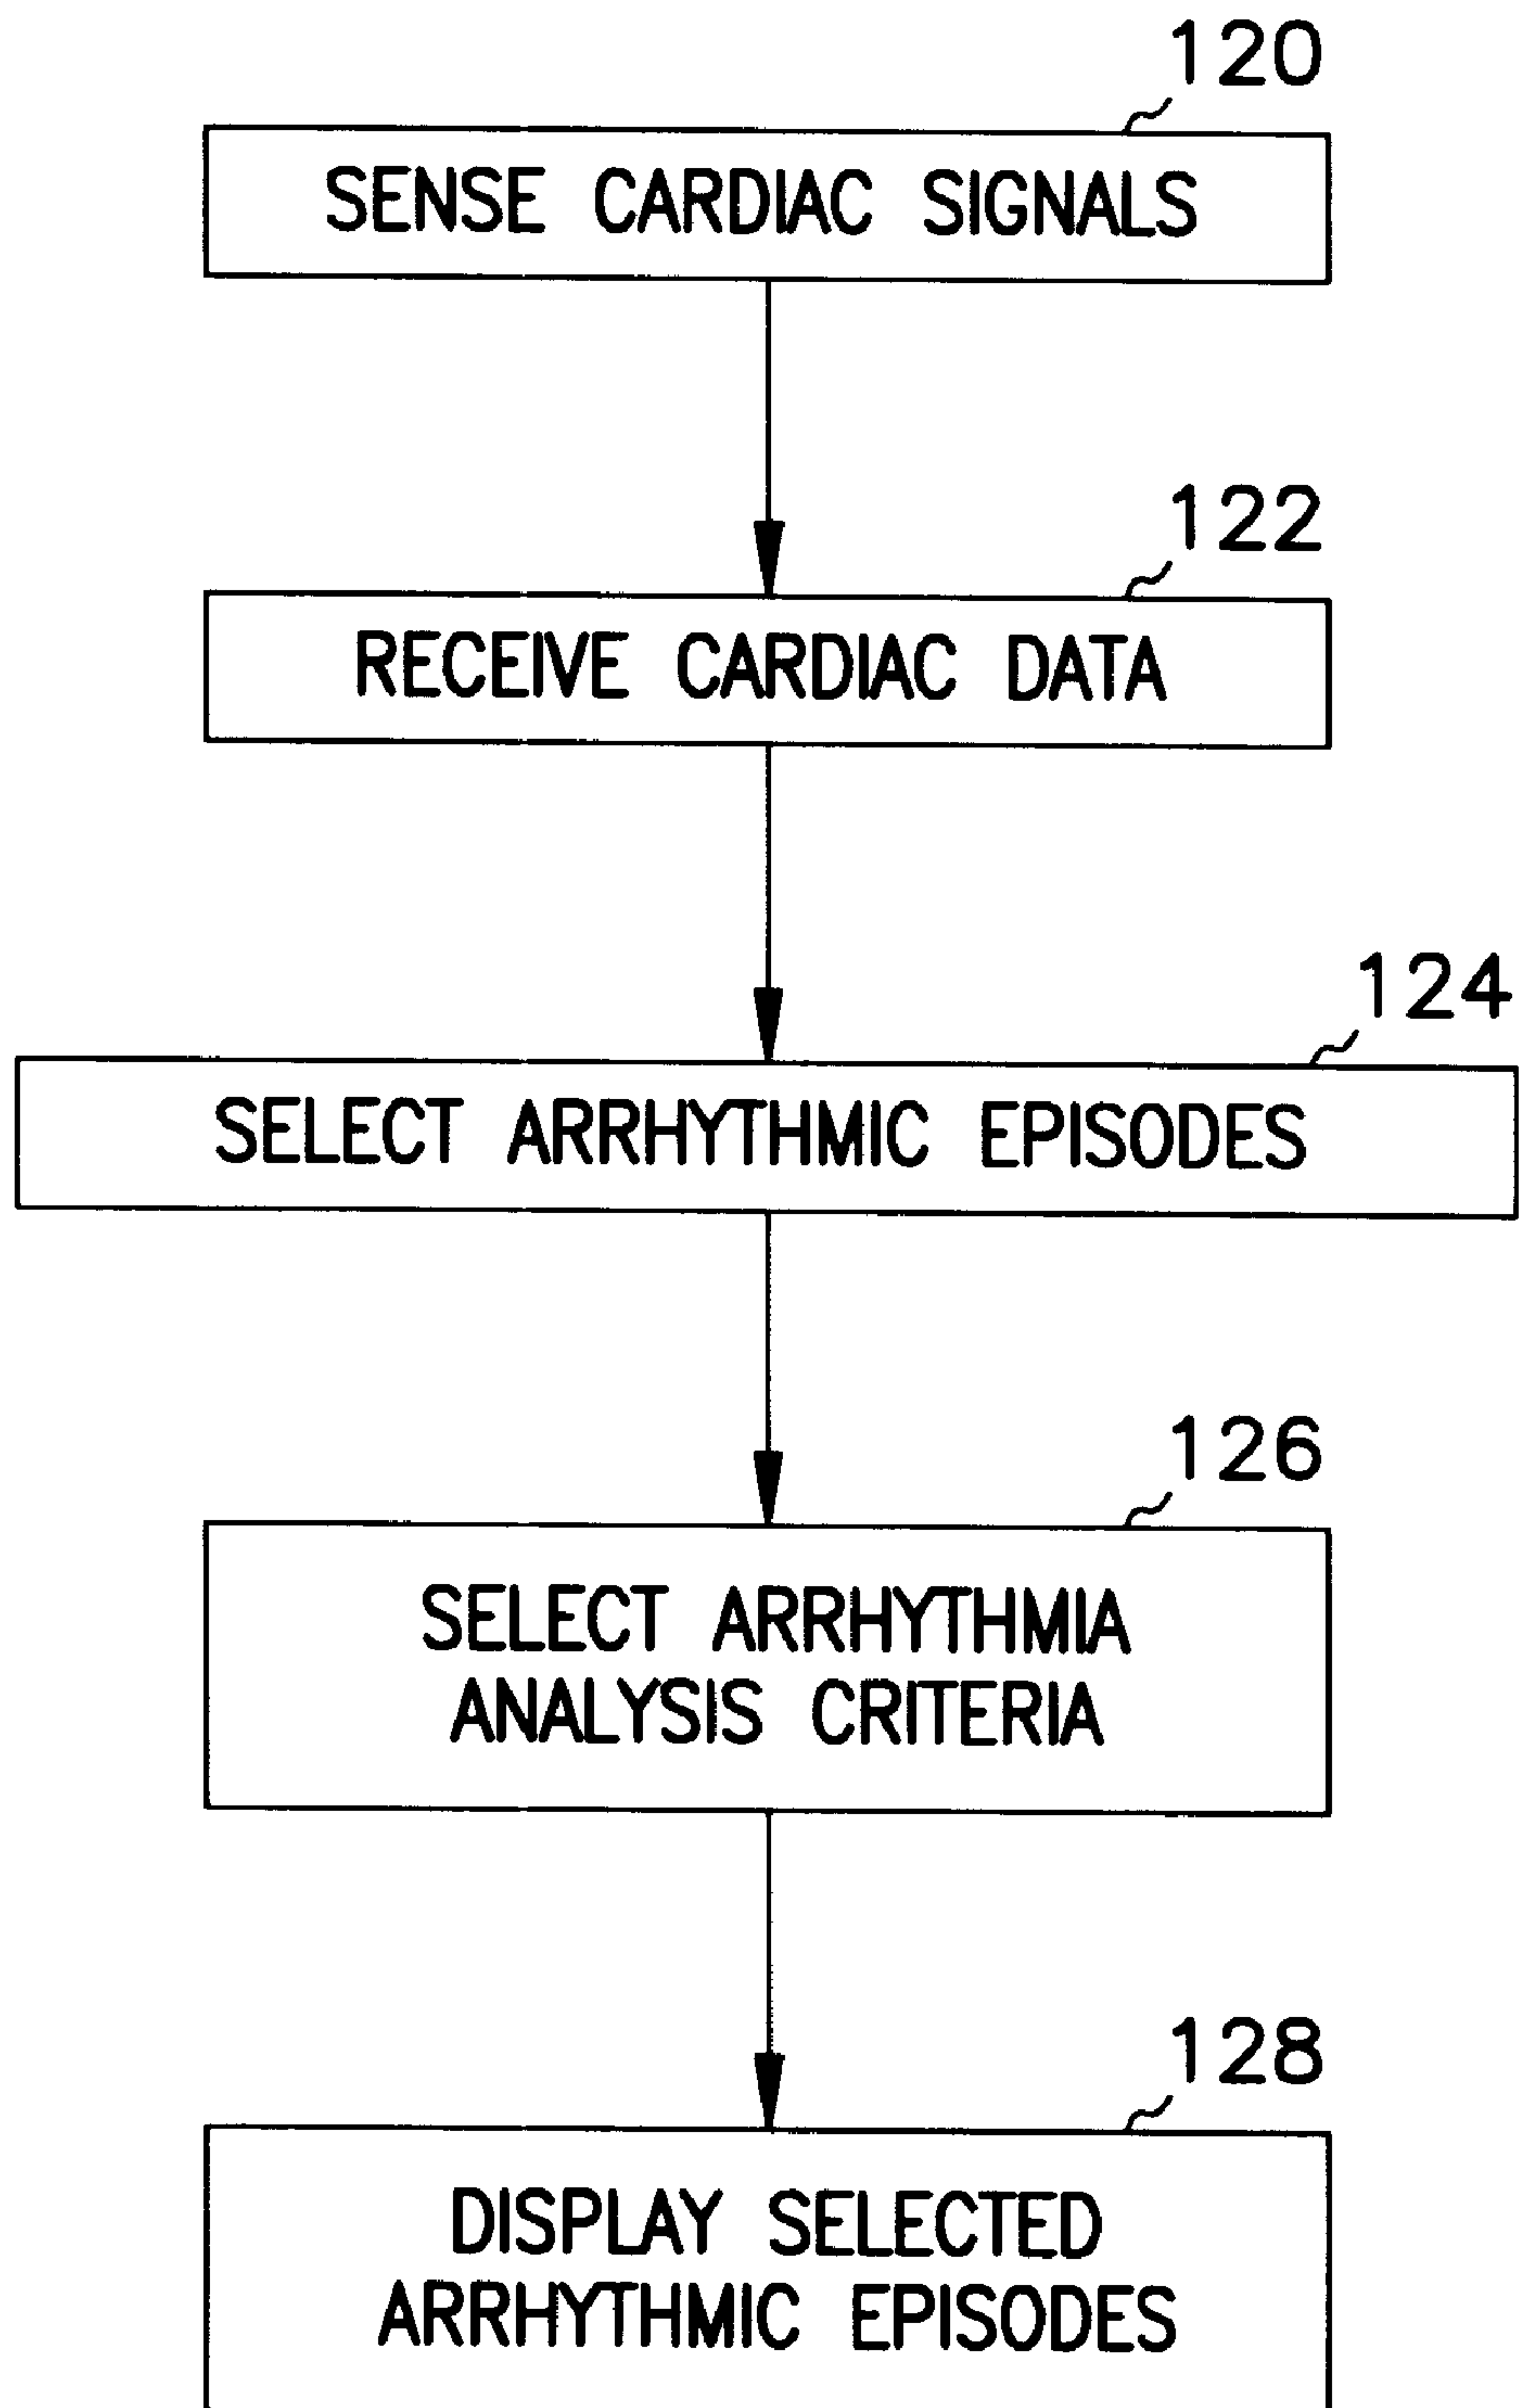 120
SENSE CARDIAC SIGNALS
122
RECEIVE CARDIAC DATA
124
SELECT ARRHYTHMIC EPISODES
126
SELECT ARRHYTHMIA
ANALYSIS CRITERIA
128
DISPLAY SELECTED
ARRHYTHMIC EPISODES